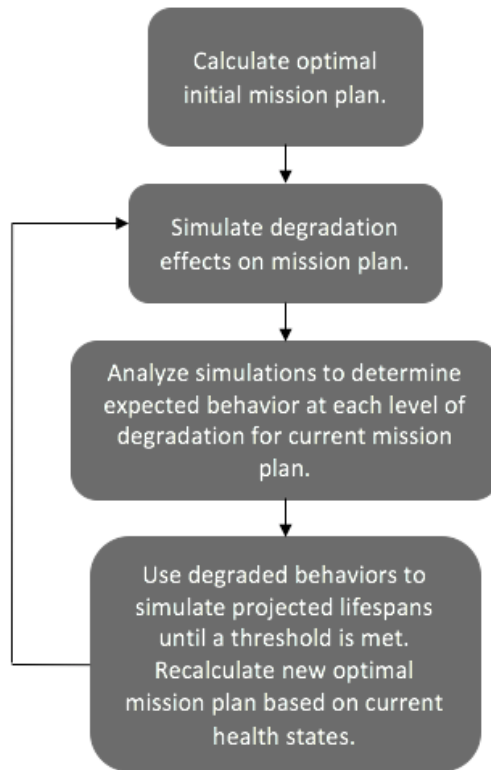 Calculate optimal
initial mission plan.
Simulate degradation
effects on mission plan.
Analyze simulations to determine
expected behavior at each level of
degradation for current mission
plan.
Use degraded behaviors to
simulate projected lifespans
until a threshold is met.
Recalculate new optimal
mission plan based on current
health states.